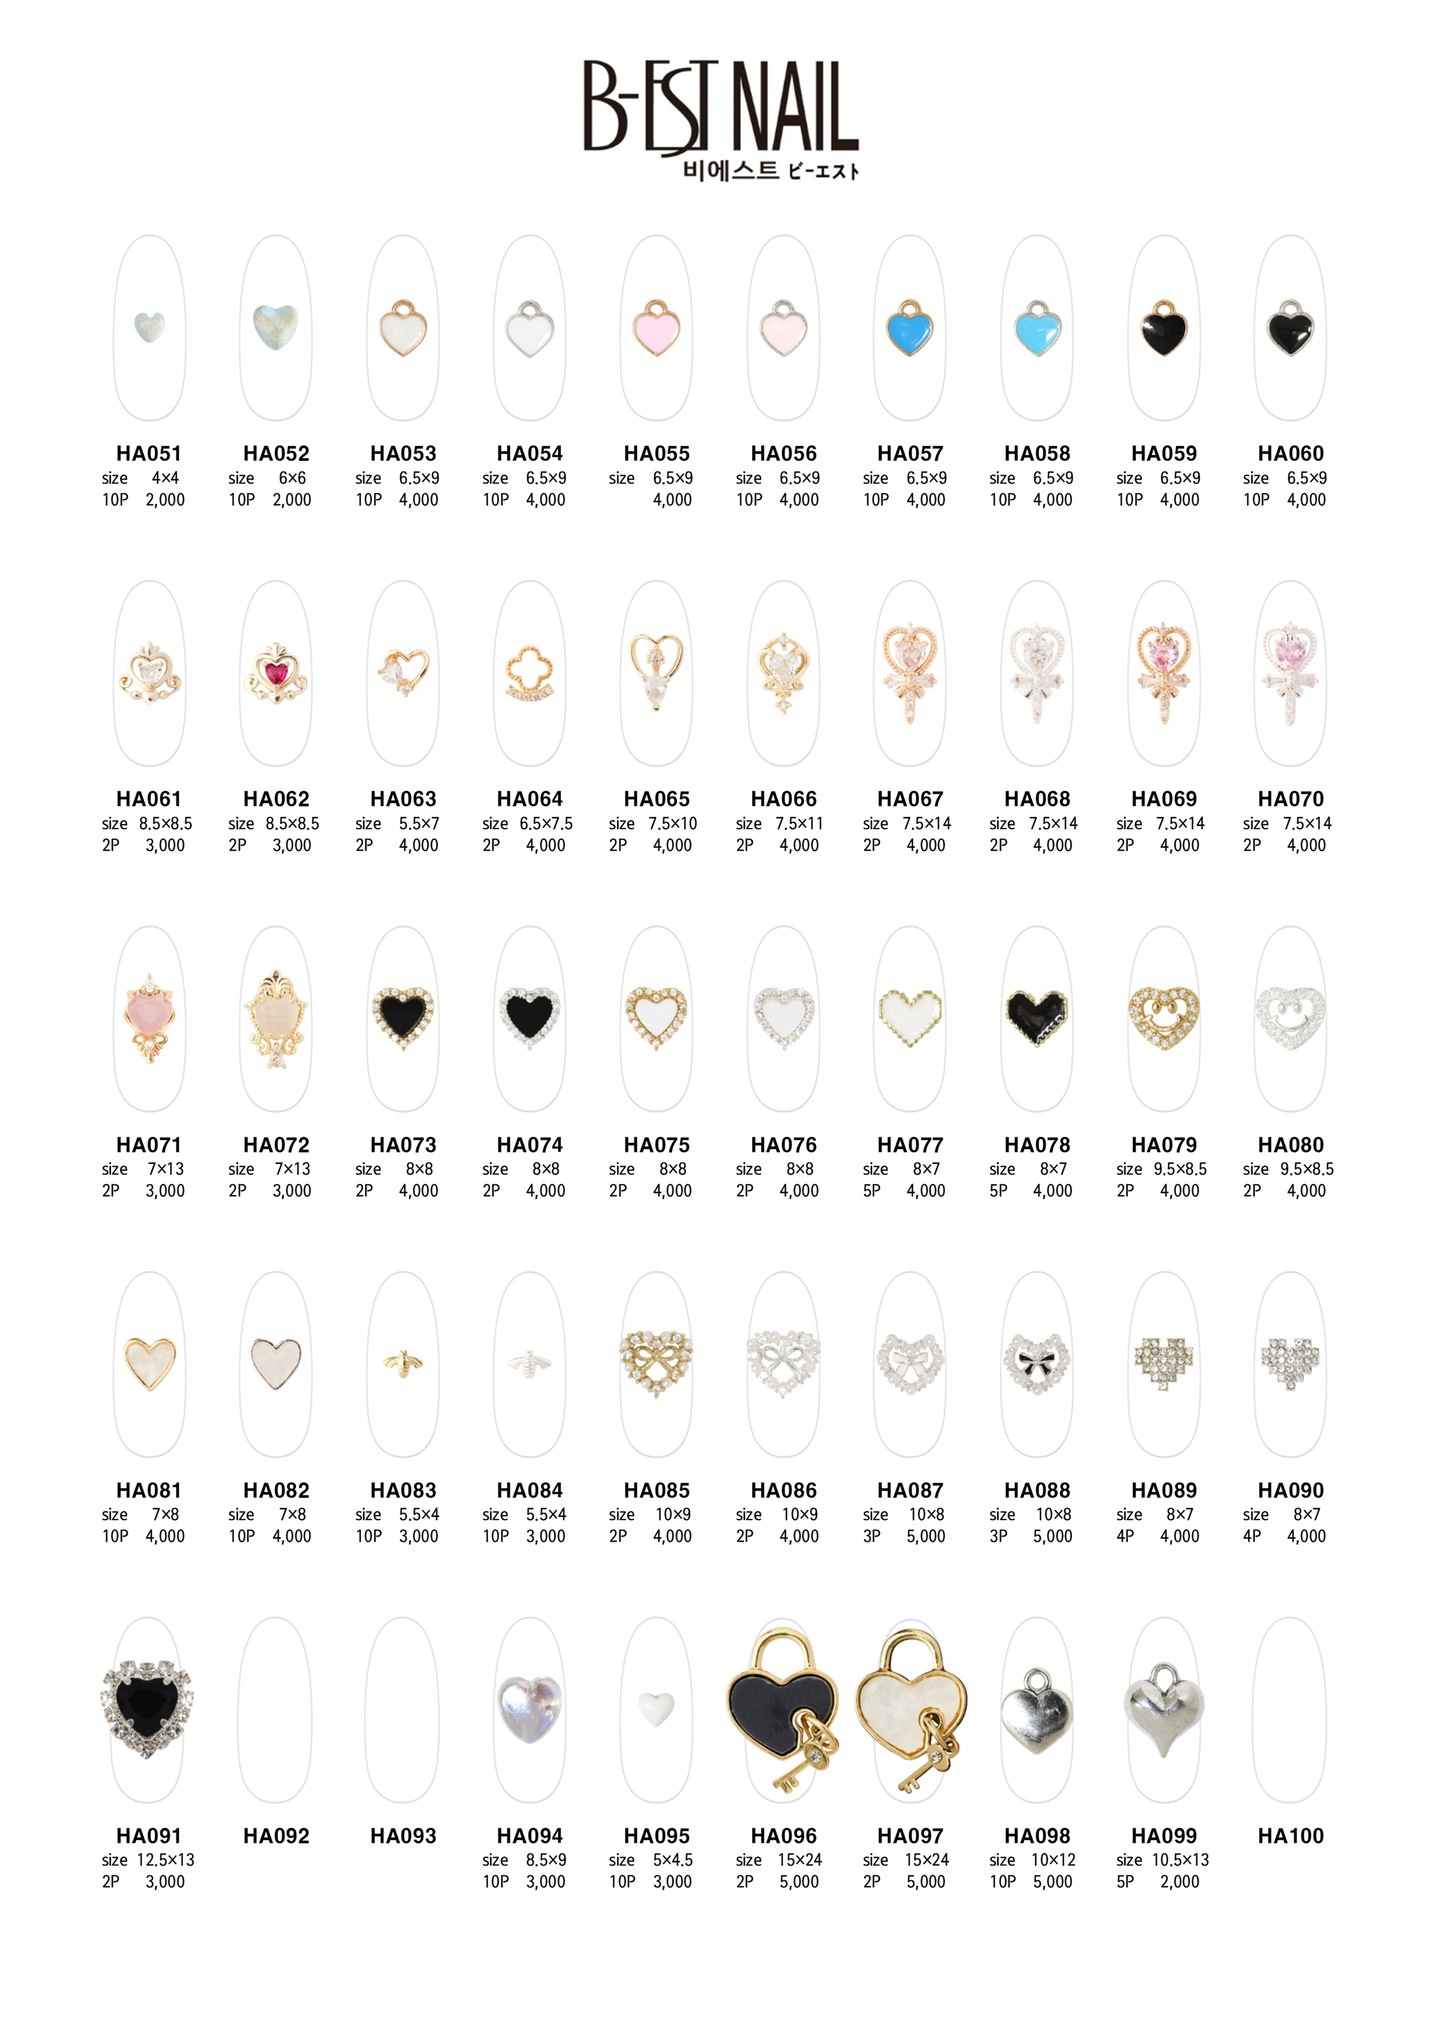 B-EST NAIL
비에스트 ビーエスト
HA051 HA052 HA053 HA054 HA055 HA056 HA057 HA058 HA059 HA060
size 4×4 size 6×6 size 6.5×9 size 6.5×9 size 6.5×9 size 6.5×9 size 6.5×9 size 6.5×9 size 6.5×9 size 6.5×9
10P 2,000 10P 2,000 10P 4,000 10P 4,000 4,000 10P 4,000 10P 4,000 10P 4,000 10P 4,000 10P 4,000
HA061 HA062 HA063 HA064 HA065 HA066 HA067 HA068 HA069 HA070
size 8.5×8.5 size 8.5×8.5 size 5.5×7 size 6.5×7.5 size 7.5×10 size 7.5×11 size 7.5×14 size 7.5×14 size 7.5×14 size 7.5×14
2P 3,000 2P 3,000 2P 4,000 2P 4,000 2P 4,000 2P 4,000 2P 4,000 2P 4,000 2P 4,000 2P 4,000
HA071 HA072 HA073 HA074 HA075 HA076 HA077 HA078 HA079 HA080
size 7×13 size 7×13 size 8×8 size 8×8 size 8×8 size 8×8 size 8×7 size 8×7 size 9.5×8.5 size 9.5×8.5
2P 3,000 2P 3,000 2P 4,000 2P 4,000 2P 4,000 2P 4,000 5P 4,000 5P 4,000 2P 4,000 2P 4,000
HA081 HA082 HA083 HA084 HA085 HA086 HA087 HA088 HA089 HA090
size 7×8 size 7×8 size 5.5×4 size 5.5×4 size 10×9 size 10×9 size 10×8 size 10×8 size 8×7 size 8×7
10P 4,000 10P 4,000 10P 3,000 10P 3,000 2P 4,000 2P 4,000 3P 5,000 3P 5,000 4P 4,000 4P 4,000
HA091 HA092 HA093 HA094 HA095 HA096 HA097 HA098 HA099 HA100
size 12.5×13 size 8.5×9 size 5×4.5 size 15×24 size 15×24 size 10×12 size 10.5×13
2P 3,000 10P 3,000 10P 3,000 2P 5,000 2P 5,000 10P 5,000 5P 2,000